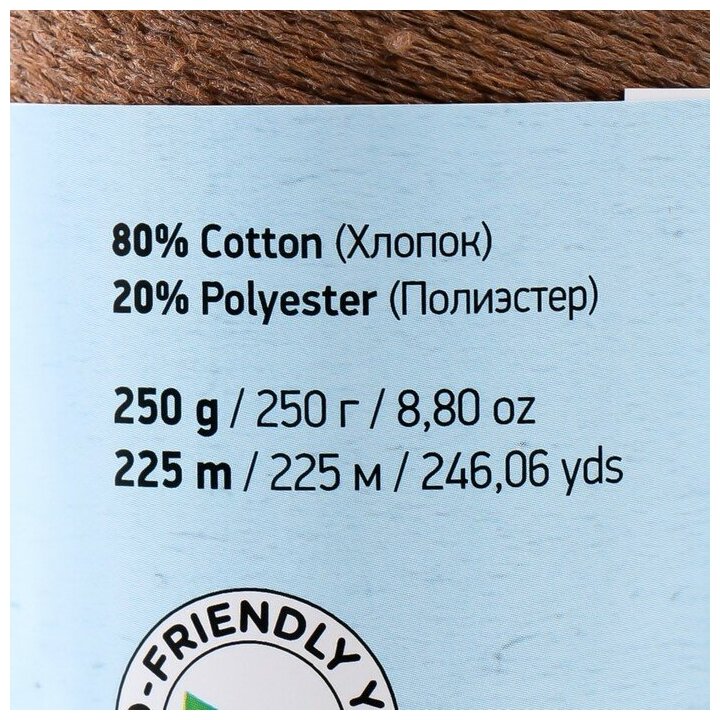 80% Cotton (Хлопок)
20% Polyester (Полиэстер)
250 g / 250 г / 8,80 oz
225 m / 225 м / 246,06 yds
-FRIENDLY